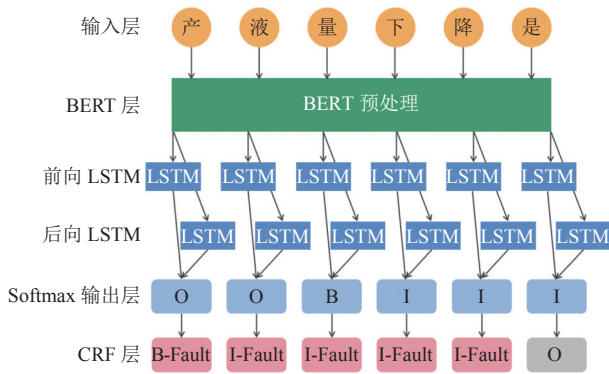 输入层 产 液 量 下 降 是
BERT 层 BERT 预处理
前向 LSTM LSTM LSTM LSTM LSTM LSTM LSTM
后向 LSTM LSTM LSTM LSTM LSTM LSTM LSTM
Softmax 输出层 O O B I I I
CRF 层 B-Fault I-Fault I-Fault I-Fault I-Fault O